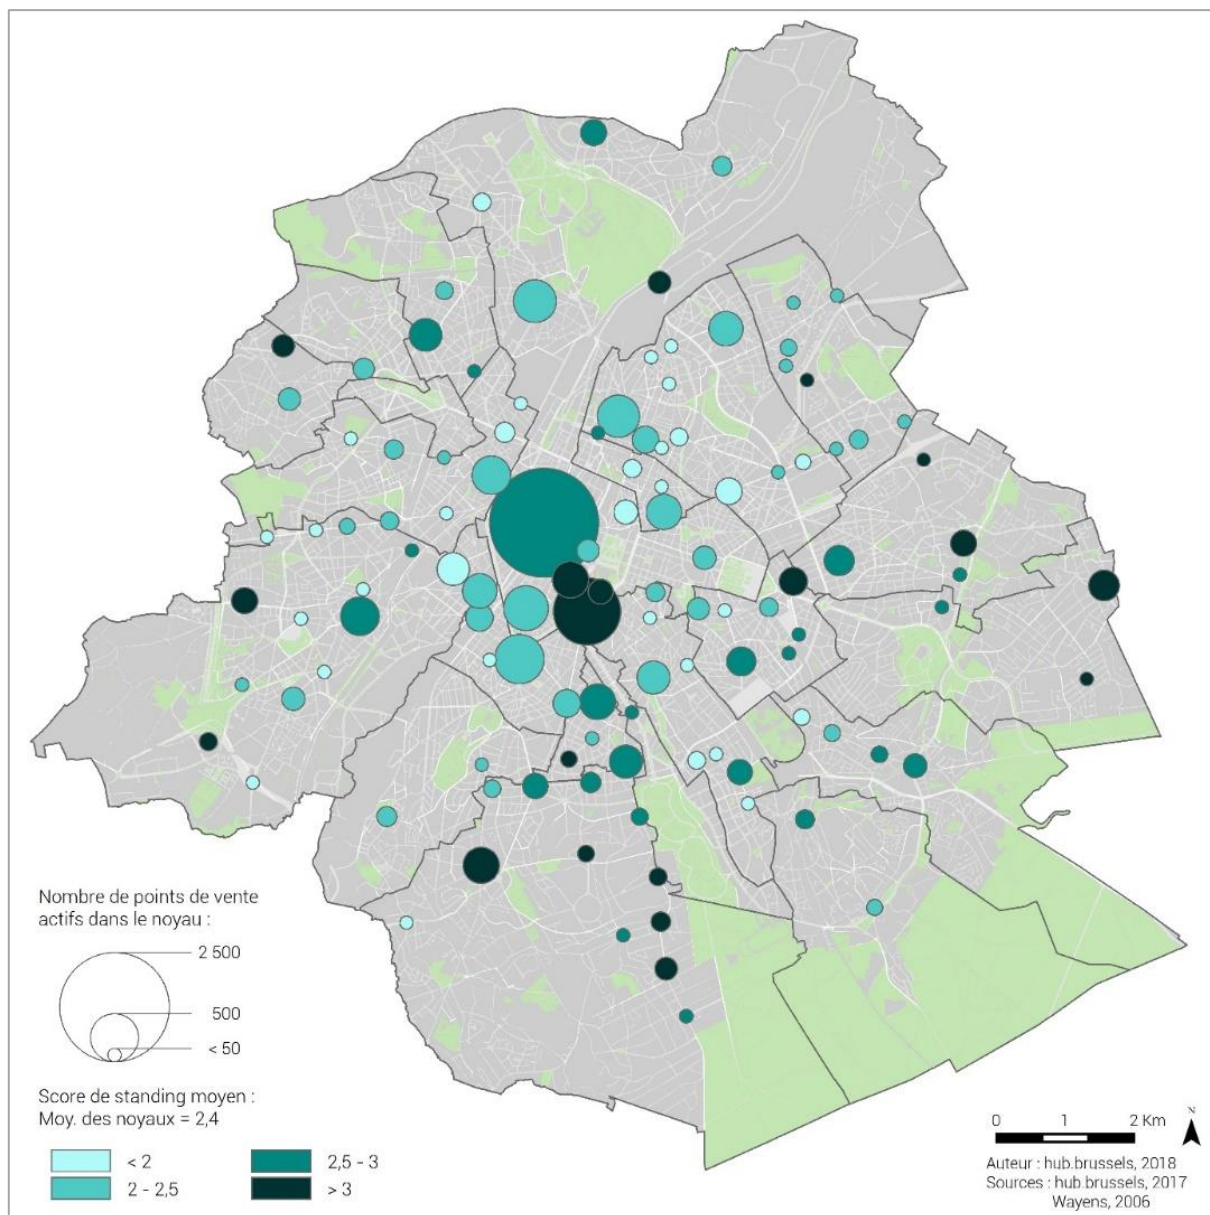 Nombre de points de vente
actifs dans le noyau :
2 500
500
< 50
Score de standing moyen :
Moy. des noyaux = 2,4
< 2
2,5 - 3
2 - 2,5
> 3
0 1 2 Km
N
Auteur : hub.brussels, 2018
Sources : hub.brussels, 2017
Wayens, 2006